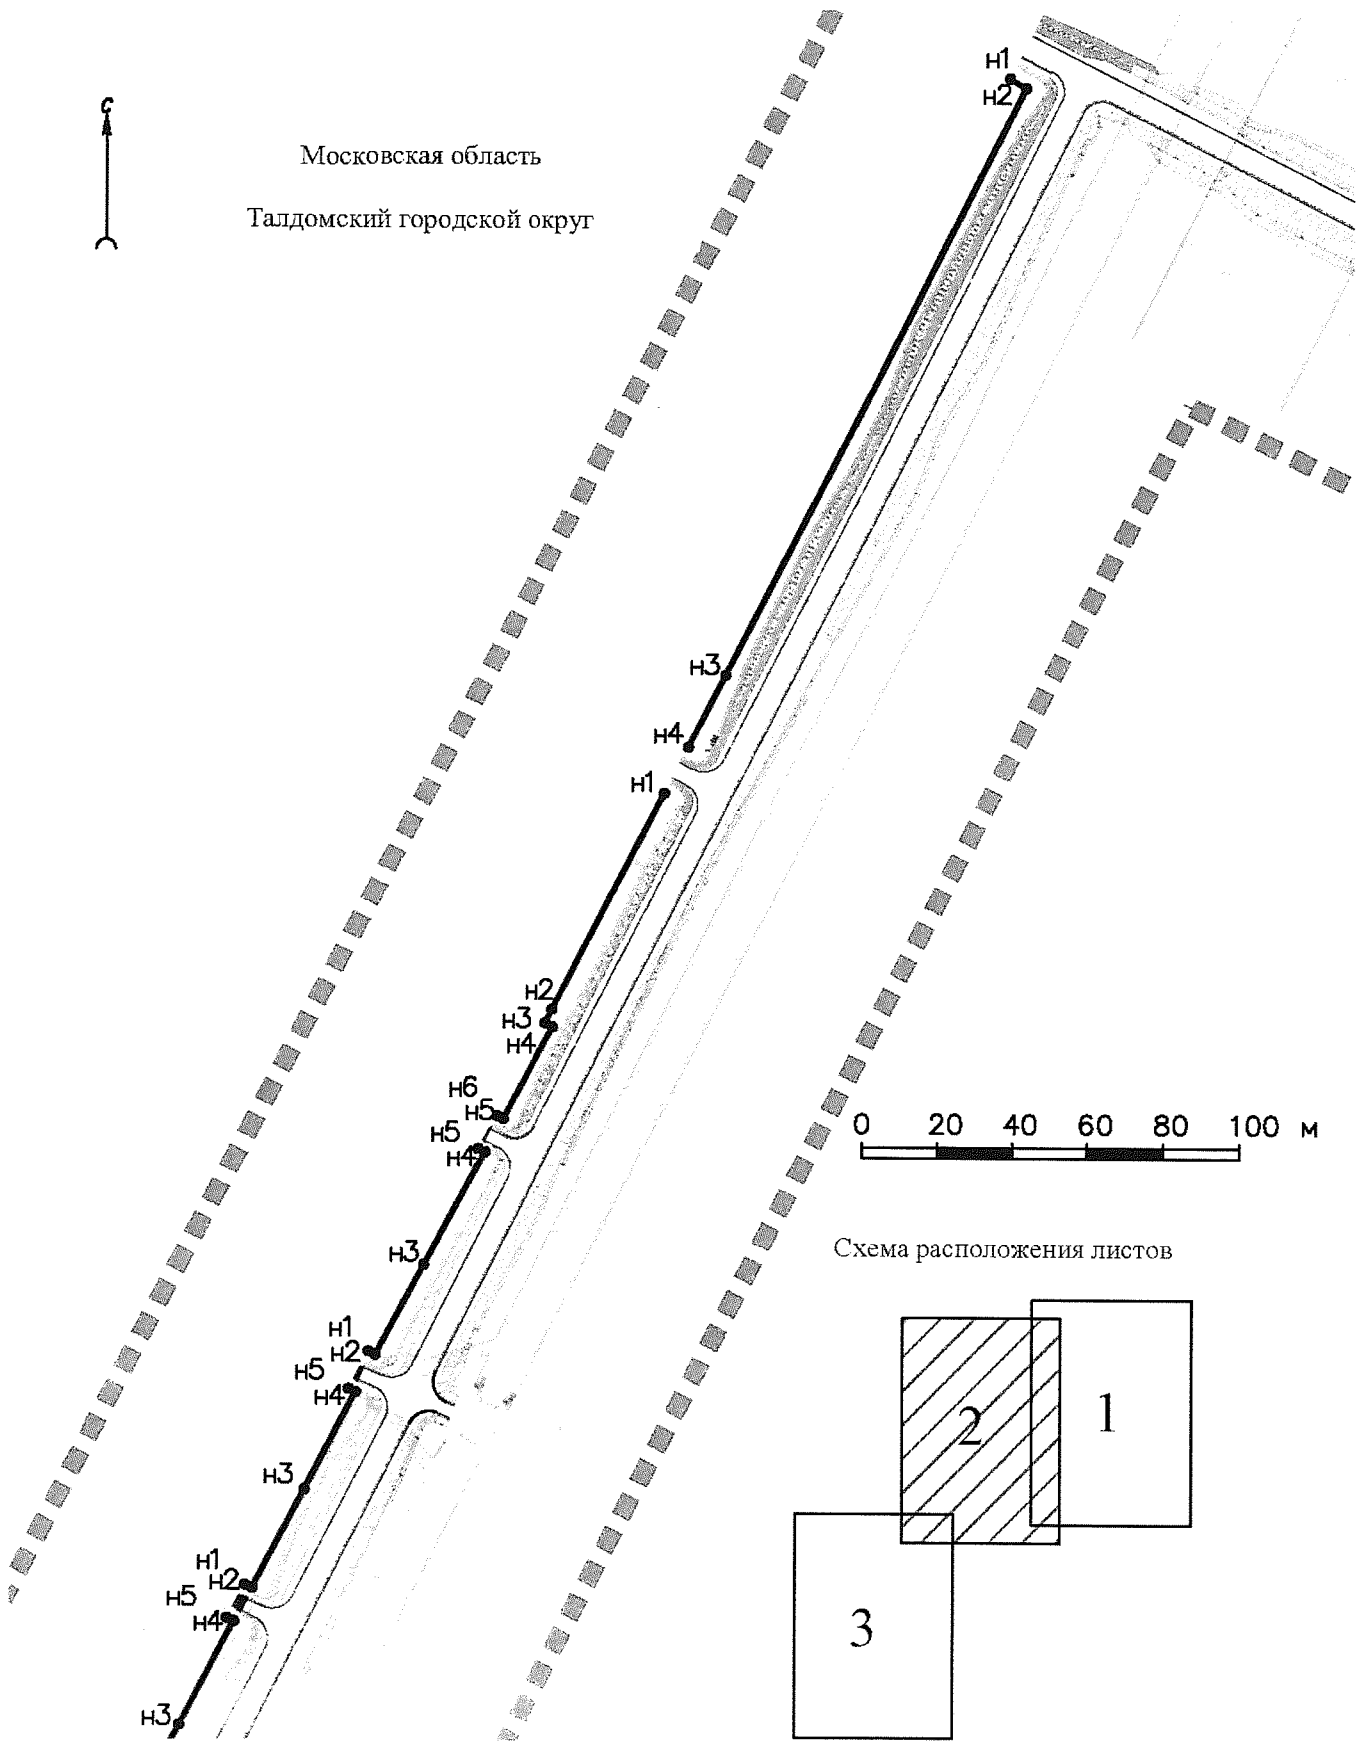 с
Московская область
Талдомский городской округ
н1
н2
н3
н4
н1
н2
н3
н4
н6
н5
н5
н4
н3
н1
н2
н5
н4
н3
н1
н2
н5
н4
н3
0 20 40 60 80 100 м
Схема расположения листов
1
2
3